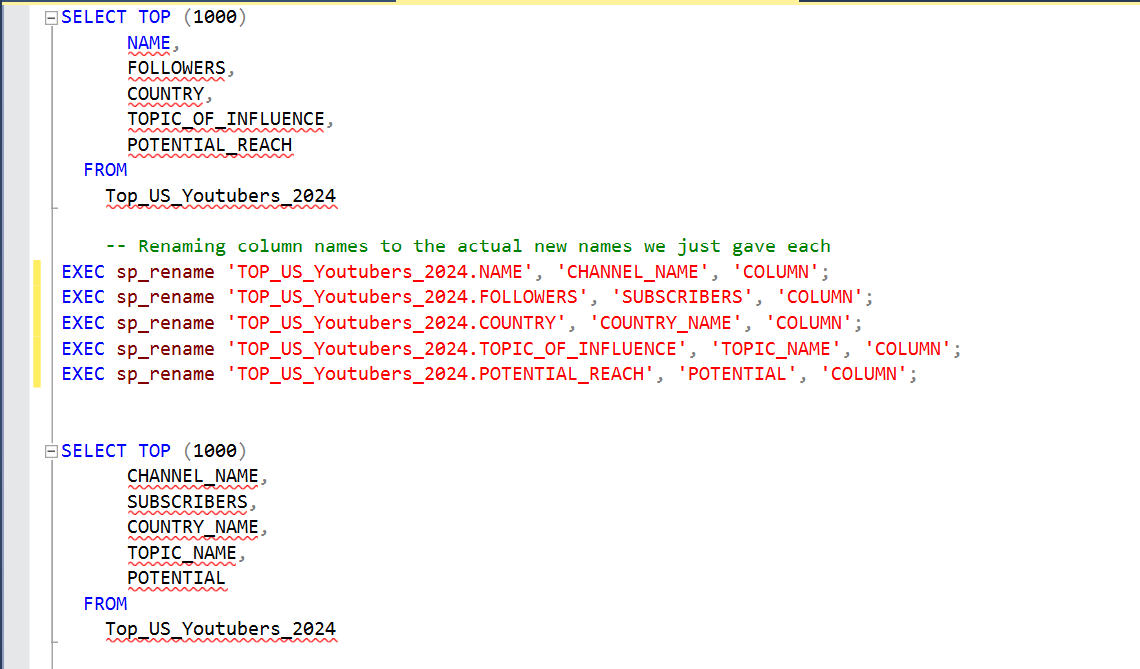 SELECT TOP (1000)
NAME,
FOLLOWERS,
COUNTRY,
TOPIC_OF_INFLUENCE,
POTENTIAL_REACH
FROM
Top_US_Youtubers_2024
-- Renaming column names to the actual new names we just gave each
EXEC sp_rename 'TOP_US_Youtubers_2024.NAME', 'CHANNEL_NAME', 'COLUMN';
EXEC sp_rename 'TOP_US_Youtubers_2024.FOLLOWERS', 'SUBSCRIBERS', 'COLUMN';
EXEC sp_rename 'TOP_US_Youtubers_2024.COUNTRY', 'COUNTRY_NAME', 'COLUMN';
EXEC sp_rename 'TOP_US_Youtubers_2024.TOPIC_OF_INFLUENCE', 'TOPIC_NAME', 'COLUMN';
EXEC sp_rename 'TOP_US_Youtubers_2024.POTENTIAL_REACH', 'POTENTIAL', 'COLUMN';
SELECT TOP (1000)
CHANNEL_NAME,
SUBSCRIBERS,
COUNTRY_NAME,
TOPIC_NAME,
POTENTIAL
FROM
Top_US_Youtubers_2024